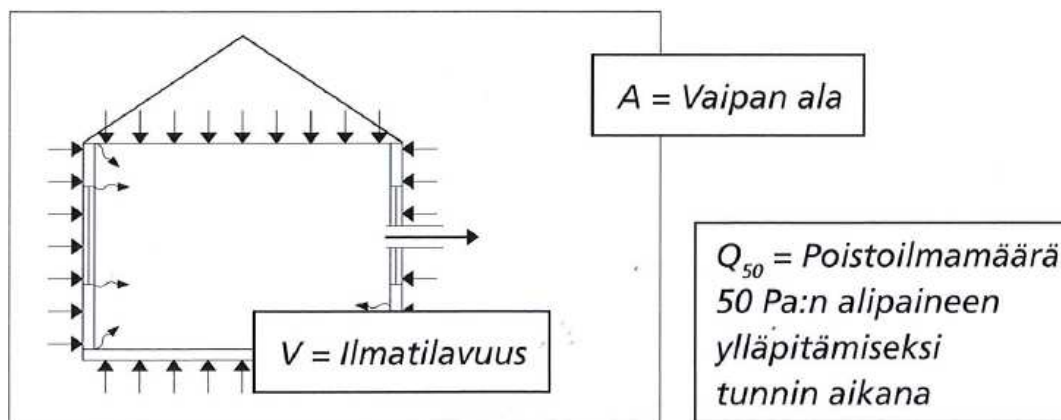 A = Vaipan ala
Q₅₀ = Poistoilmamäärä
50 Pa:n alipaineen
ylläpitämiseksi
tunnin aikana
V = Ilmatilavuus